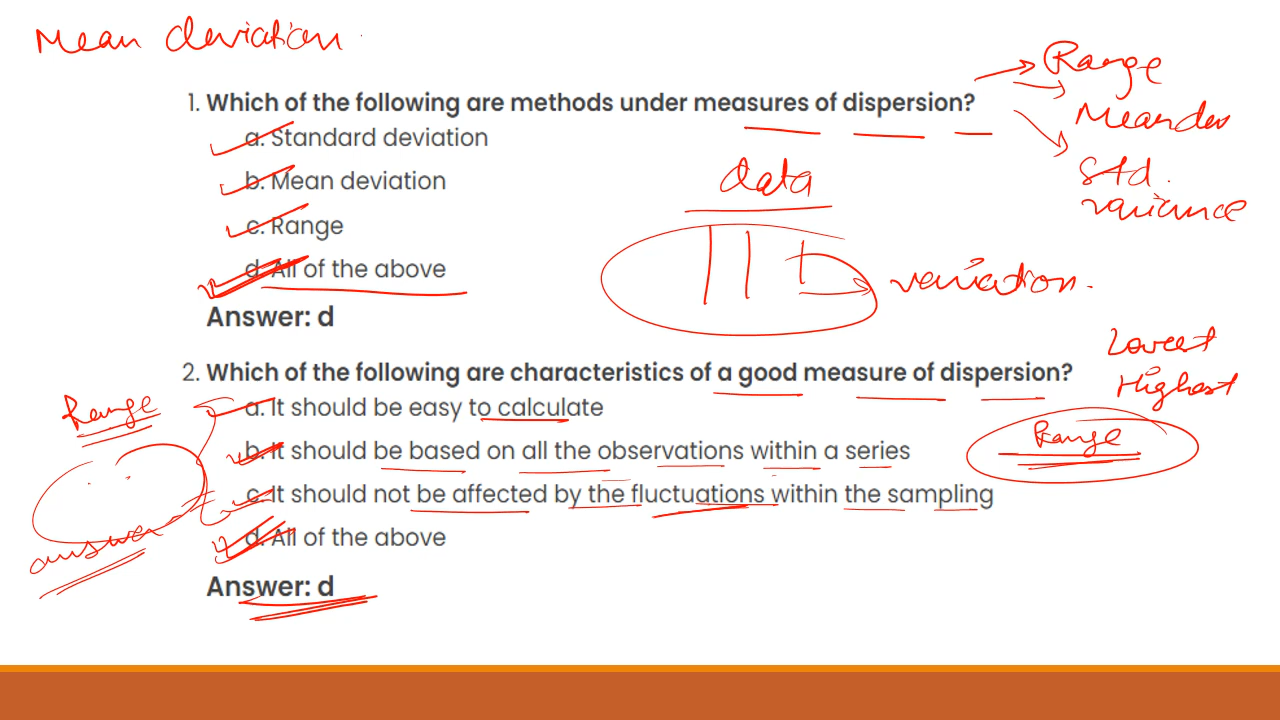 Mean deviation
1. Which of the following are methods under measures of dispersion?
a. Standard deviation
b. Mean deviation
c. Range
d. All of the above
Answer: d
Range
Mean dev
Std.
variance
data
variation.
2. Which of the following are characteristics of a good measure of dispersion?
a. It should be easy to calculate
b. It should be based on all the observations within a series
c. It should not be affected by the fluctuations within the sampling
d. All of the above
Answer: d
Lowest
Highest
Range
Range
answer